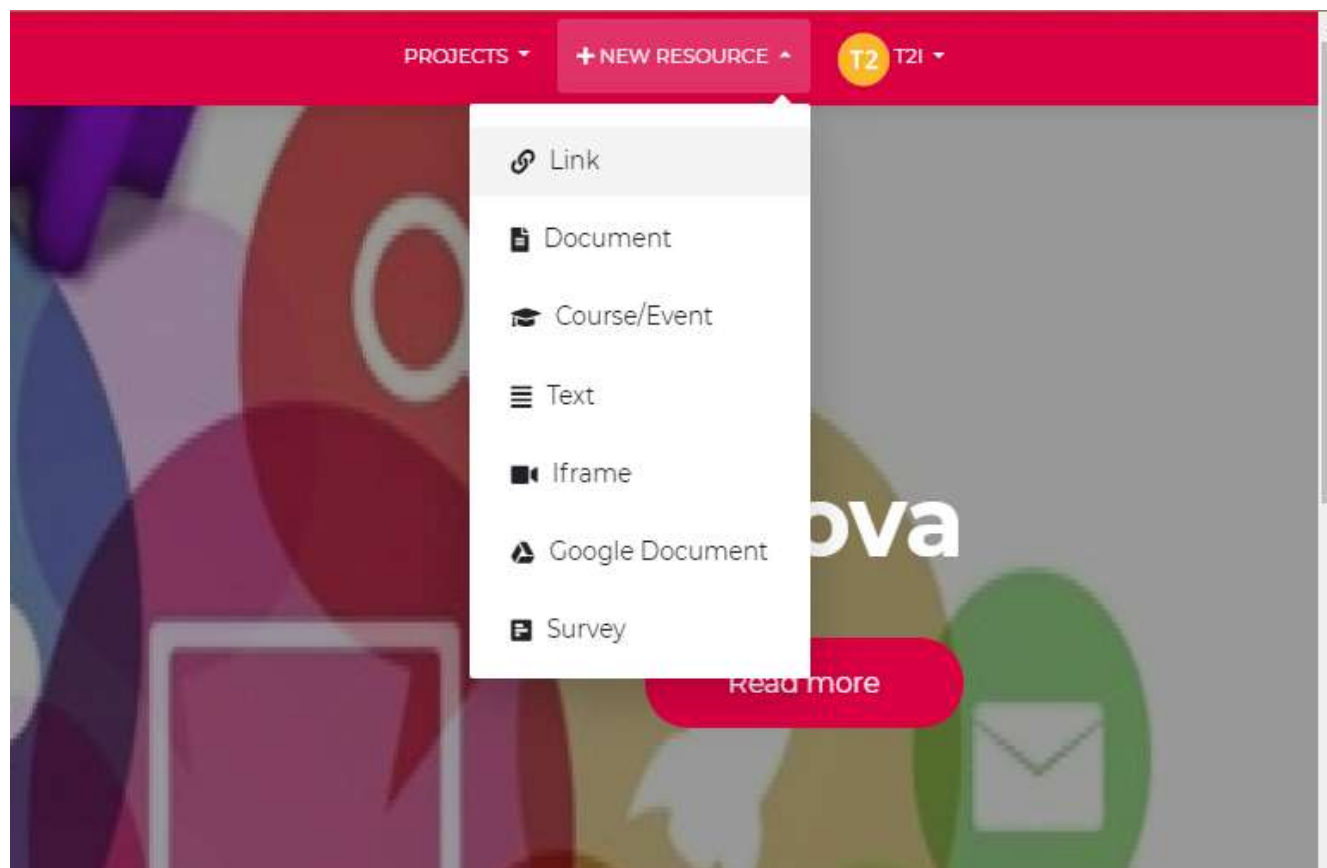 PROJECTS
+ NEW RESOURCE
T2 T2I
Link
Document
Course/Event
Text
Iframe
Google Document
Survey
ova
Read more